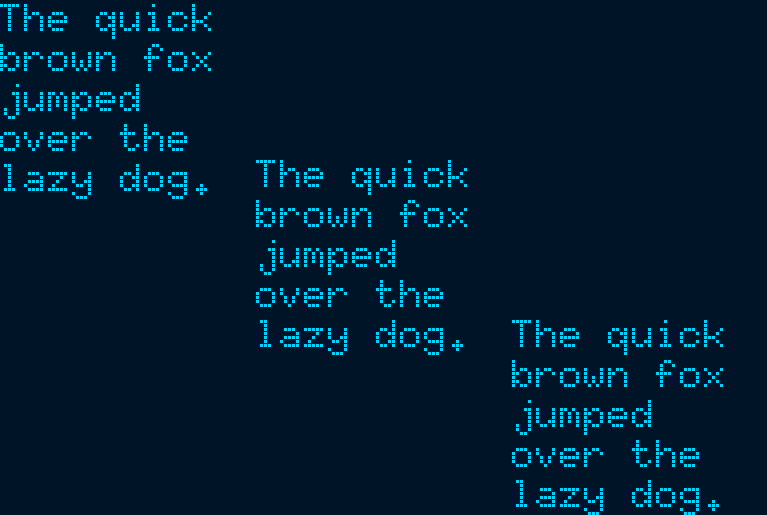 The quick
brown fox
jumped
over the
lazy dog.
The quick
brown fox
jumped
over the
lazy dog.
The quick
brown fox
jumped
over the
lazy dog.